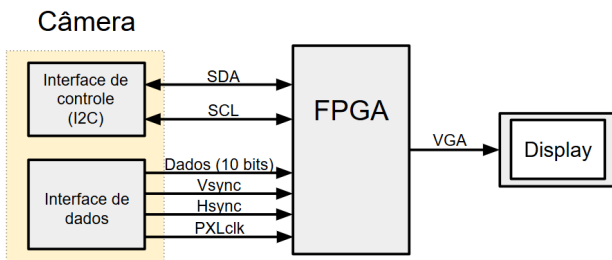 Câmera
Interface de
controle
(I2C)
SDA
SCL
FPGA
VGA
Display
Interface de
dados
Dados (10 bits)
Vsync
Hsync
PXLclk